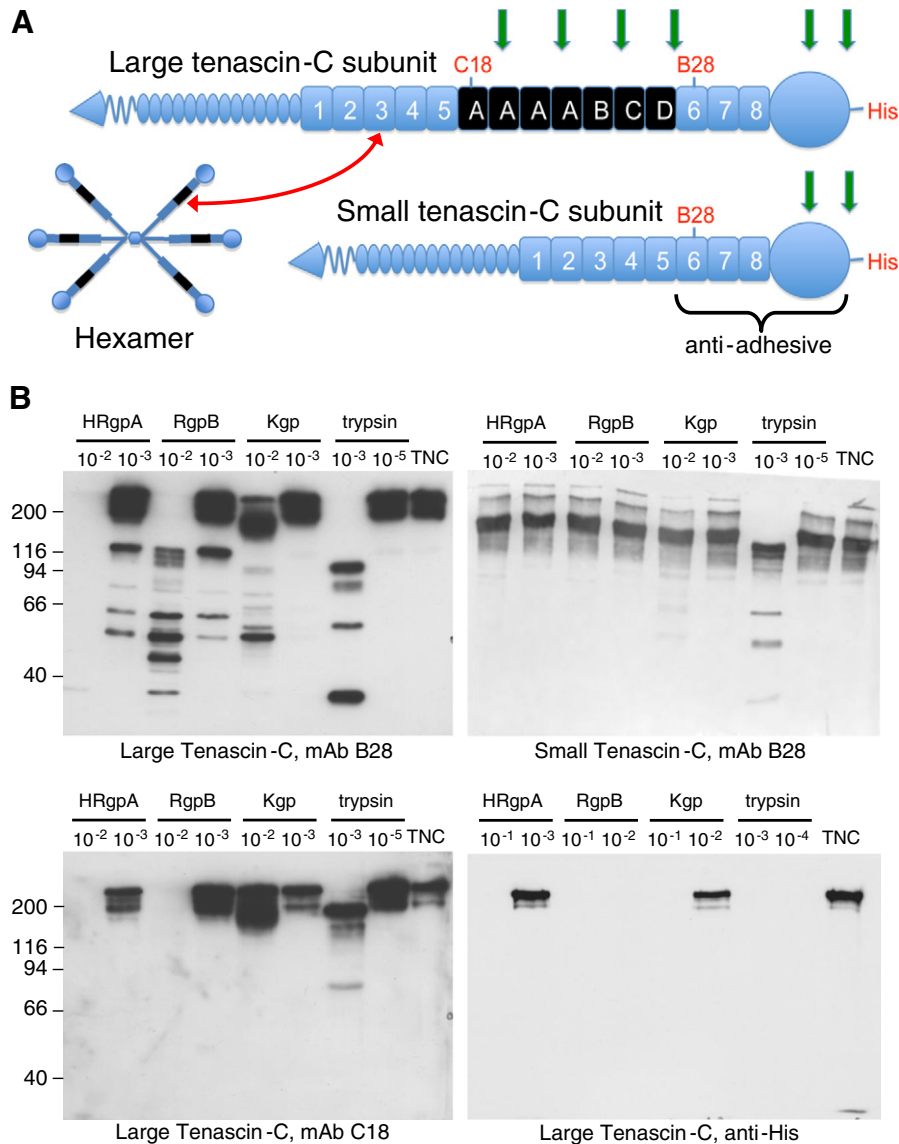 A
Large tenascin-C subunit
C18
B28
1 2 3 4 5 A A A A B C D 6 7 8
His
Small tenascin-C subunit
B28
1 2 3 4 5 6 7 8
His
Hexamer
anti-adhesive
B
HRgpA RgpB Kgp trypsin
10-2 10-3 10-2 10-3 10-2 10-3 10-3 10-5 TNC
200
116
94
66
40
Large Tenascin-C, mAb B28
HRgpA RgpB Kgp trypsin
10-2 10-3 10-2 10-3 10-2 10-3 10-3 10-5 TNC
Small Tenascin-C, mAb B28
HRgpA RgpB Kgp trypsin
10-2 10-3 10-2 10-3 10-2 10-3 10-3 10-5 TNC
200
116
94
66
40
Large Tenascin-C, mAb C18
HRgpA RgpB Kgp trypsin
10-1 10-3 10-1 10-2 10-1 10-2 10-3 10-4 TNC
Large Tenascin-C, anti-His